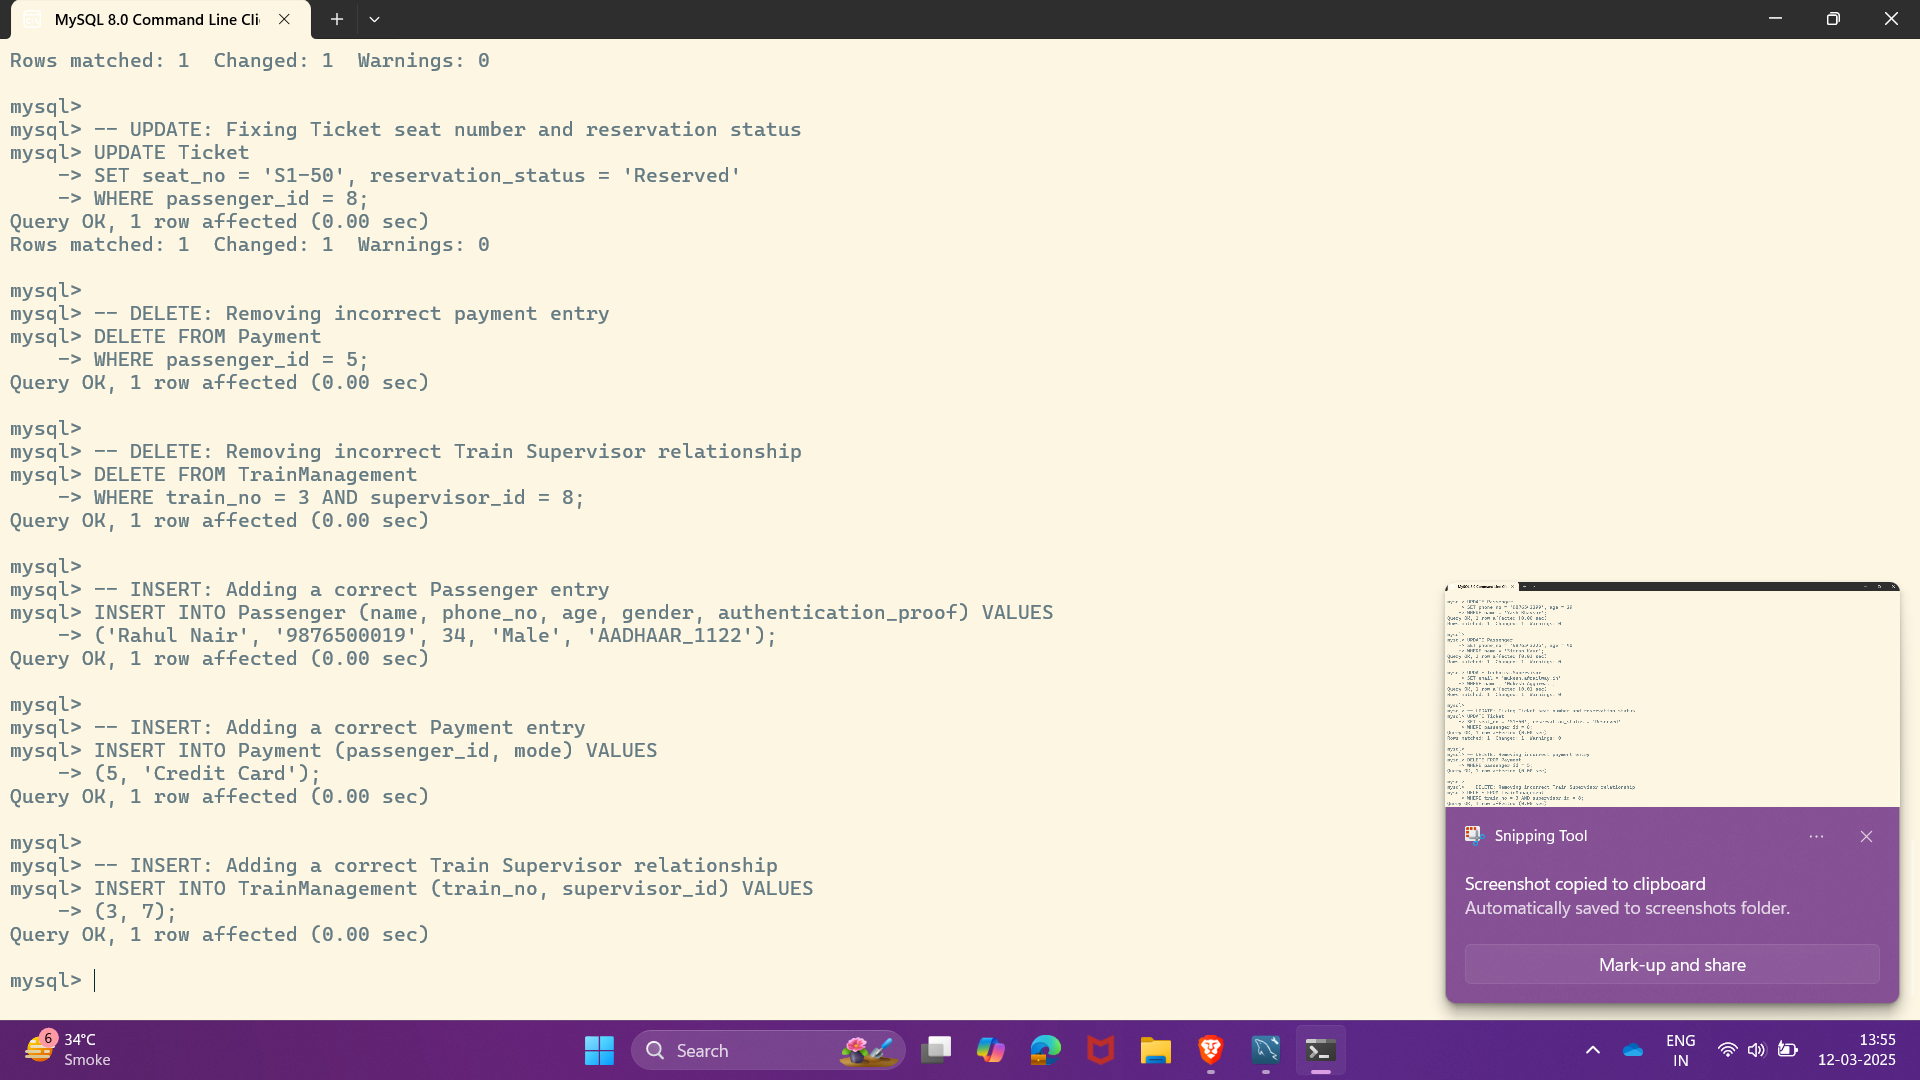 MySQL 8.0 Command Line Cli
Rows matched: 1  Changed: 1  Warnings: 0
mysql>
mysql> -- UPDATE: Fixing Ticket seat number and reservation status
mysql> UPDATE Ticket
    -> SET seat_no = 'S1-50', reservation_status = 'Reserved'
    -> WHERE passenger_id = 8;
Query OK, 1 row affected (0.00 sec)
Rows matched: 1  Changed: 1  Warnings: 0
mysql>
mysql> -- DELETE: Removing incorrect payment entry
mysql> DELETE FROM Payment
    -> WHERE passenger_id = 5;
Query OK, 1 row affected (0.00 sec)
mysql>
mysql> -- DELETE: Removing incorrect Train Supervisor relationship
mysql> DELETE FROM TrainManagement
    -> WHERE train_no = 3 AND supervisor_id = 8;
Query OK, 1 row affected (0.00 sec)
mysql>
mysql> -- INSERT: Adding a correct Passenger entry
mysql> INSERT INTO Passenger (name, phone_no, age, gender, authentication_proof) VALUES
    -> ('Rahul Nair', '9876500019', 34, 'Male', 'AADHAAR_1122');
Query OK, 1 row affected (0.00 sec)
mysql>
mysql> -- INSERT: Adding a correct Payment entry
mysql> INSERT INTO Payment (passenger_id, mode) VALUES
    -> (5, 'Credit Card');
Query OK, 1 row affected (0.00 sec)
mysql>
mysql> -- INSERT: Adding a correct Train Supervisor relationship
mysql> INSERT INTO TrainManagement (train_no, supervisor_id) VALUES
    -> (3, 7);
Query OK, 1 row affected (0.00 sec)
mysql>
Snipping Tool
Screenshot copied to clipboard
Automatically saved to screenshots folder.
Mark-up and share
6
34°C
Smoke
Search
ENG
IN
13:55
12-03-2025